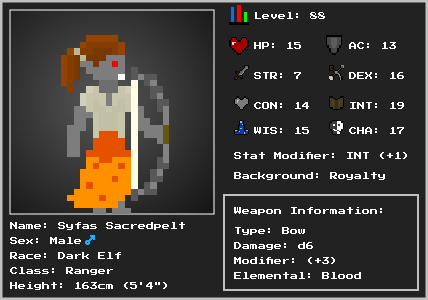 Level: 88
HP: 15 AC: 13
STR: 7 DEX: 16
CON: 14 INT: 19
WIS: 15 CHA: 17
Stat Modifier: INT (+1)
Background: Royalty
Name: Syfas Sacredpelt
Sex: Male
Race: Dark Elf
Class: Ranger
Height: 163cm (5'4")
Weapon Information:
Type: Bow
Damage: d6
Modifier: (+3)
Elemental: Blood